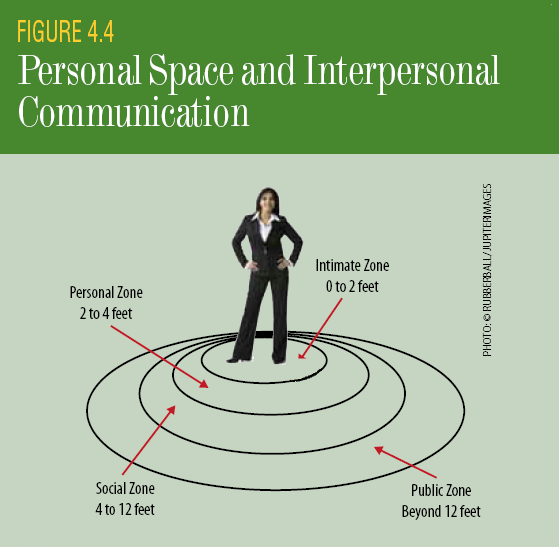 FIGURE 4.4
Personal Space and Interpersonal
Communication
PHOTO: © RUBBERBALL/JUPITERIMAGES
Intimate Zone
0 to 2 feet
Personal Zone
2 to 4 feet
Social Zone
4 to 12 feet
Public Zone
Beyond 12 feet